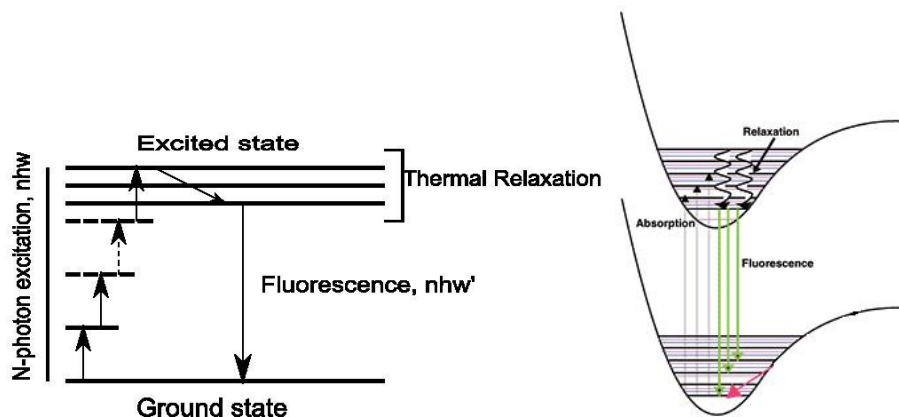 Excited state
Thermal Relaxation
N-photon excitation, nhw
Fluorescence, nhw'
Ground state
Relaxation
Absorption
Fluorescence